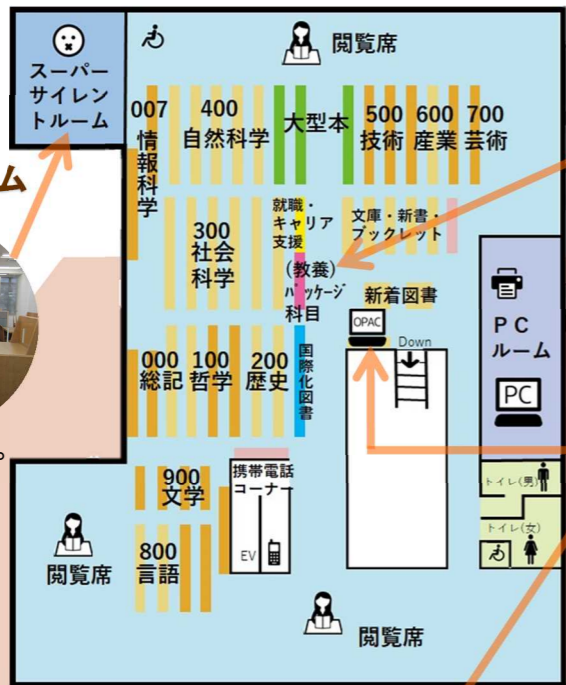 スーパー
サイレン
トルーム
閲覧席
ム
007
情報科学
400
自然科学
大型本
500
技術
600
産業
700
芸術
300
社会
科学
就職・
キャリア
支援
文庫・新書・
ブックレット
(教養)
パッケージ
科目
新着図書
OPAC
Down
PC
ルーム
PC
000
総記
100
哲学
200
歴史
国際化図書
。
900
文学
携帯電話
コーナー
EV
トイレ(男)
トイレ(女)
閲覧席
800
言語
閲覧席